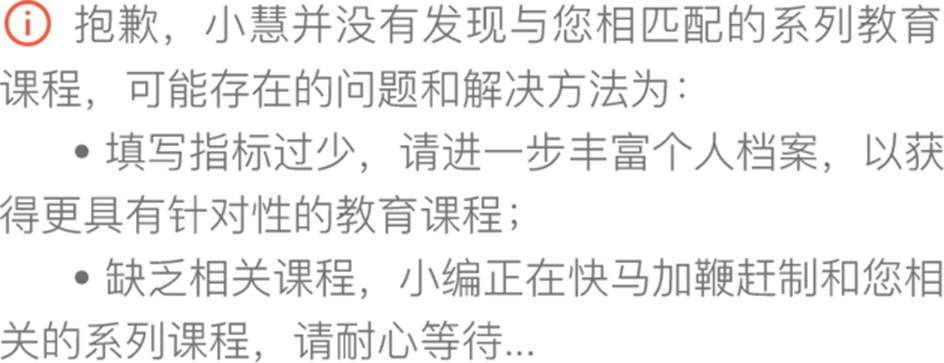 抱歉，小慧并没有发现与您相匹配的系列教育
课程，可能存在的问题和解决方法为：
• 填写指标过少，请进一步丰富个人档案，以获
得更具有针对性的教育课程；
• 缺乏相关课程，小编正在快马加鞭赶制和您相
关的系列课程，请耐心等待...